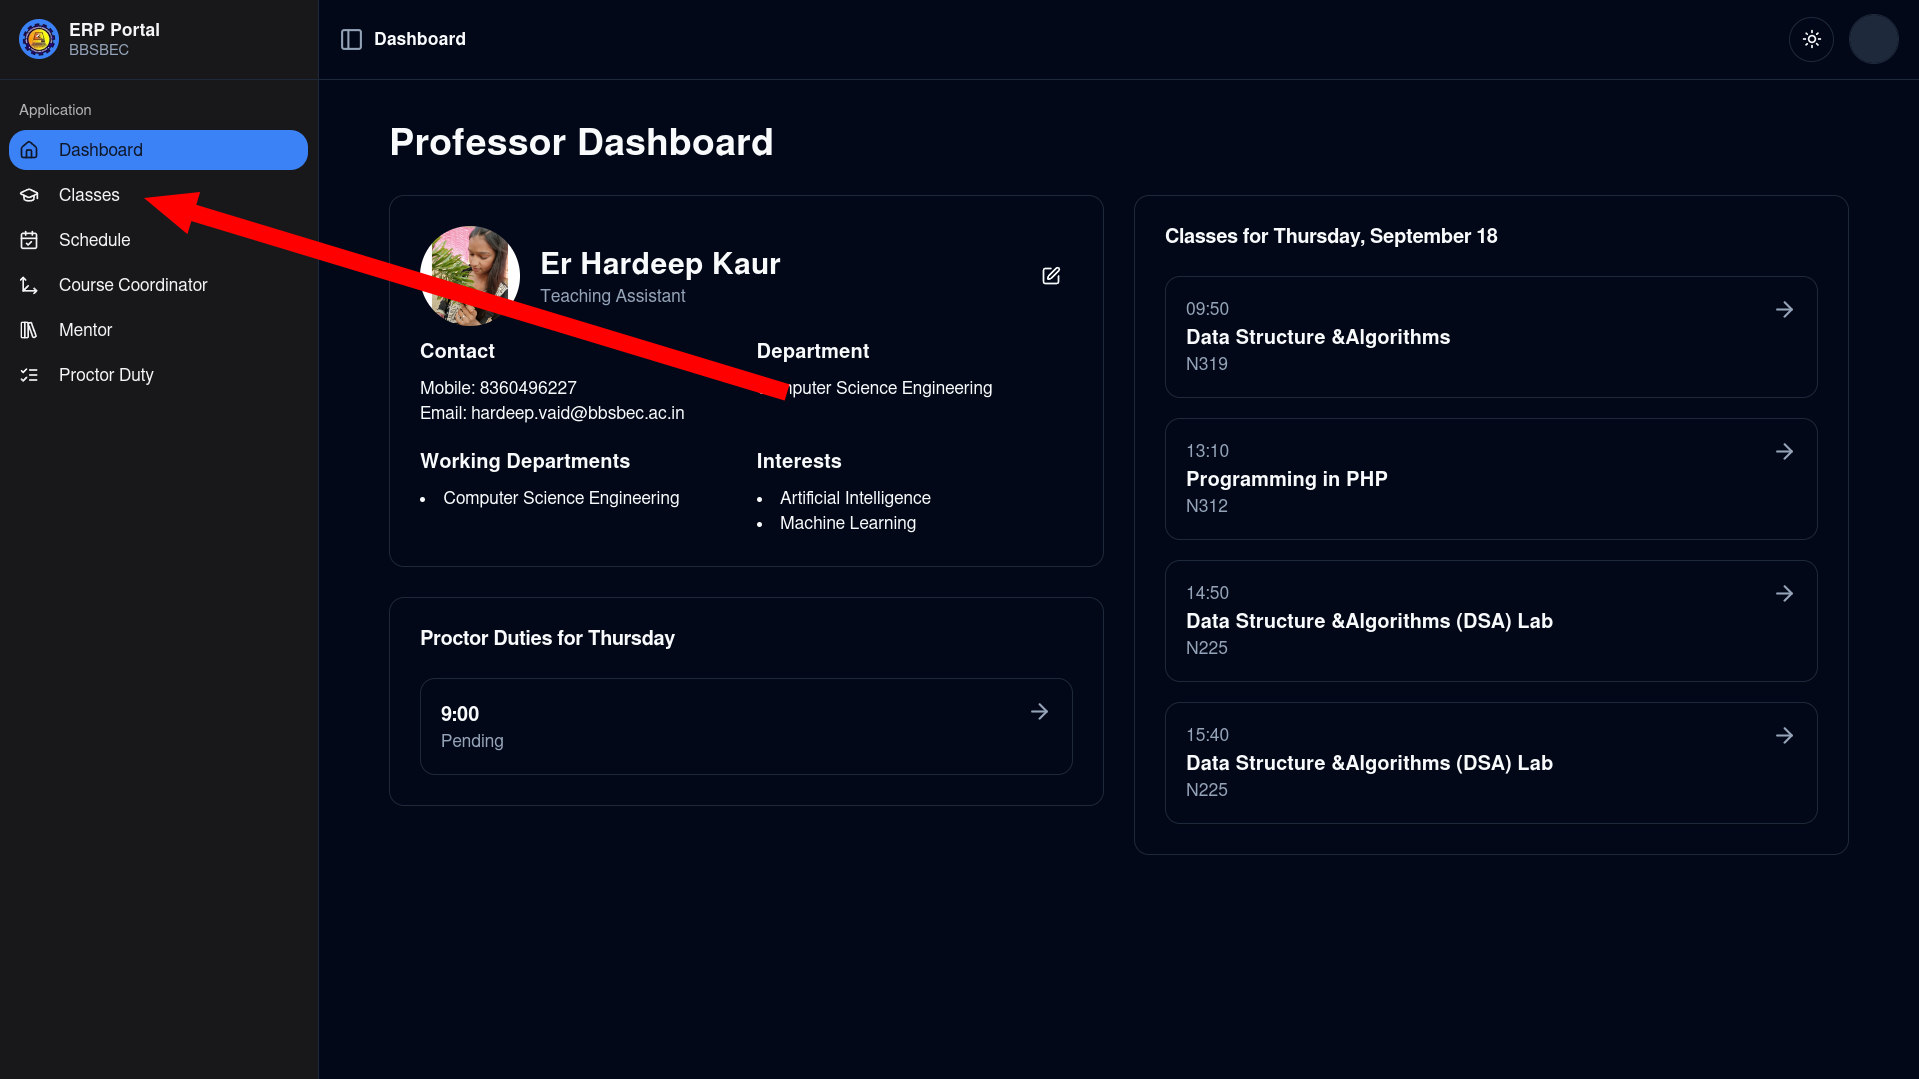 ERP Portal
BBSBEC
Application
Dashboard
Classes
Schedule
Course Coordinator
Mentor
Proctor Duty
Dashboard
Professor Dashboard
Er Hardeep Kaur
Teaching Assistant
Contact
Mobile: 8360496227
Email: hardeep.vaid@bbsbec.ac.in
Department
Science Engineering
Working Departments
• Computer Science Engineering
Interests
• Artificial Intelligence
• Machine Learning
Proctor Duties for Thursday
9:00
Pending
Classes for Thursday, September 18
09:50
Data Structure &Algorithms
N319
13:10
Programming in PHP
N312
14:50
Data Structure &Algorithms (DSA) Lab
N225
15:40
Data Structure &Algorithms (DSA) Lab
N225